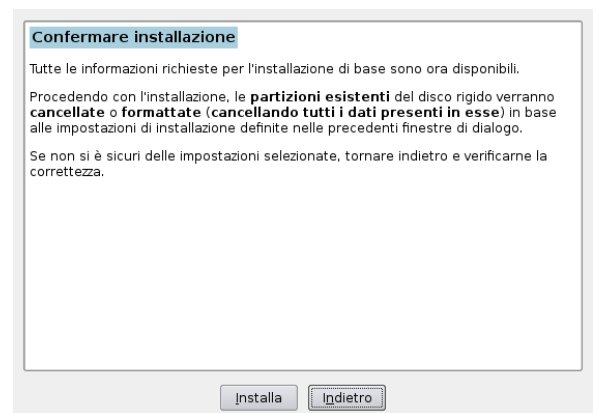 Confermare installazione
Tutte le informazioni richieste per l'installazione di base sono ora disponibili.
Procedendo con l'installazione, le partizioni esistenti del disco rigido verranno
cancellate o formattate (cancellando tutti i dati presenti in esse) in base
alle impostazioni di installazione definite nelle precedenti finestre di dialogo.
Se non si è sicuri delle impostazioni selezionate, tornare indietro e verificarne la
correttezza.
Installa
Indietro